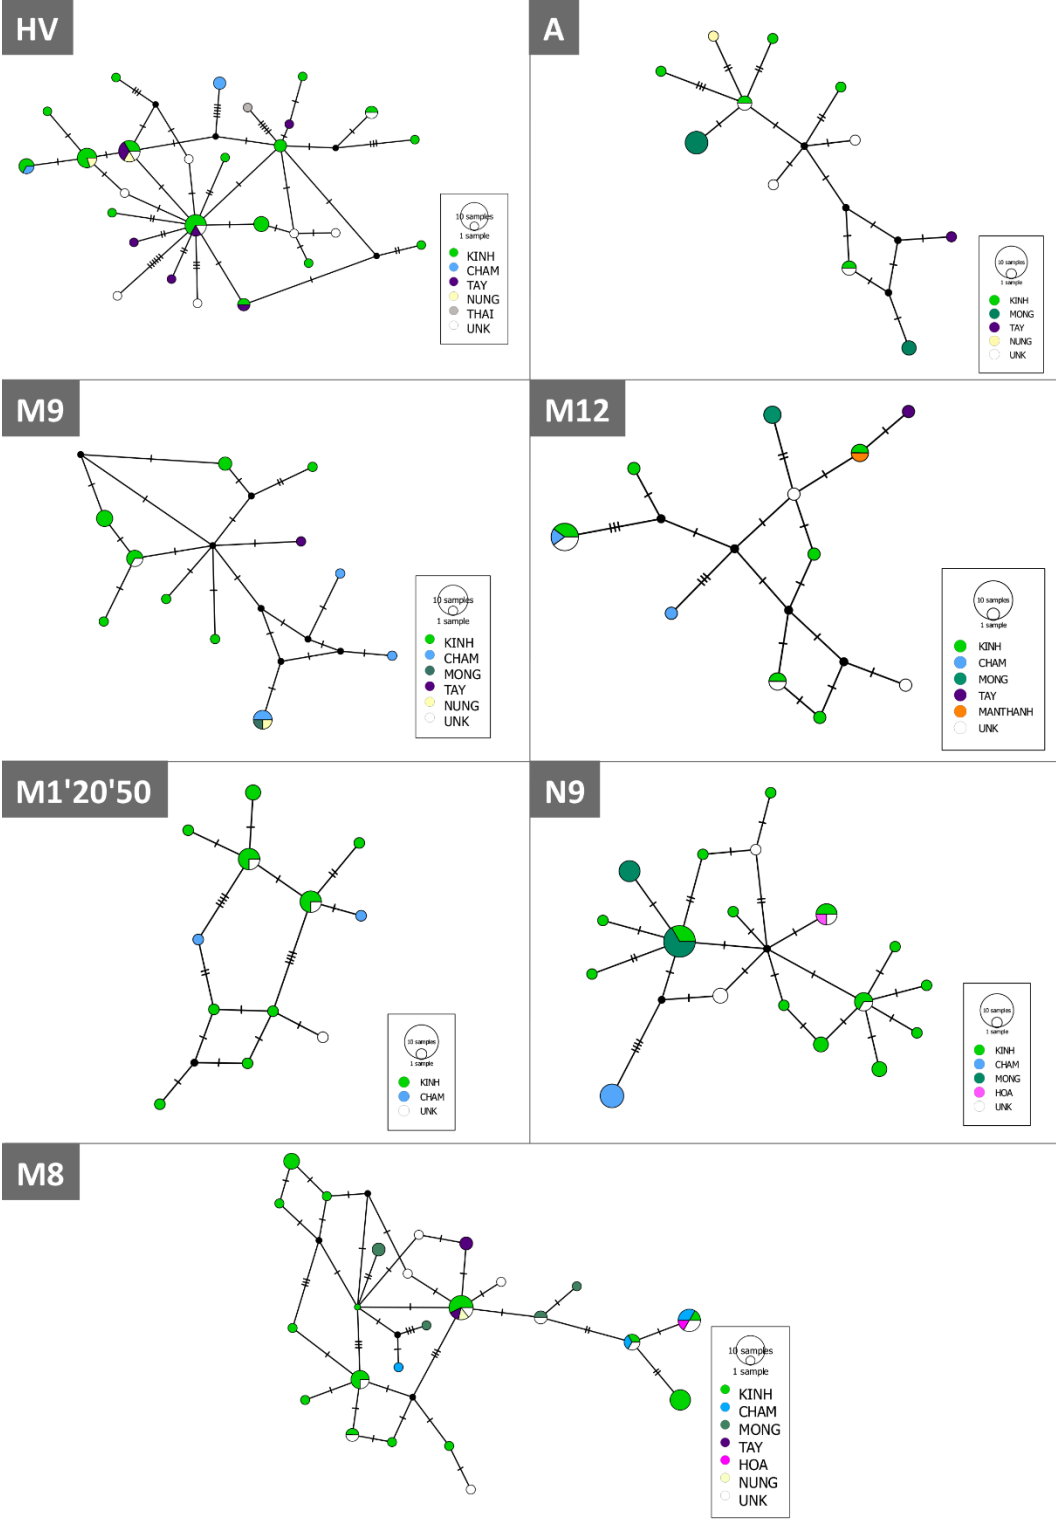 HV
10 samples
1 sample
KINH
CHAM
TAY
NUNG
THAI
UNK
A
10 samples
1 sample
KINH
MONG
TAY
NUNG
UNK
M9
10 samples
1 sample
KINH
CHAM
MONG
TAY
NUNG
UNK
M12
10 samples
1 sample
KINH
CHAM
MONG
TAY
MANTHANH
UNK
M1'20'50
10 samples
1 sample
KINH
CHAM
UNK
N9
10 samples
1 sample
KINH
CHAM
MONG
HOA
UNK
M8
10 samples
1 sample
KINH
CHAM
MONG
TAY
HOA
NUNG
UNK